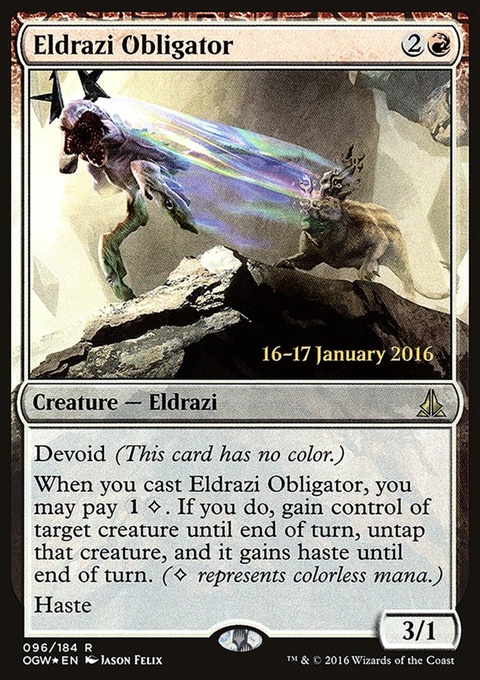 Eldrazi Obligator 2
16–17 January 2016
Creature — Eldrazi
Devoid (This card has no color.)
When you cast Eldrazi Obligator, you
may pay 1 ◇. If you do, gain control of
target creature until end of turn, untap
that creature, and it gains haste until
end of turn. (◇ represents colorless mana.)
Haste
3/1
096/184 R
OGW★EN Jason Felix
™ & © 2016 Wizards of the Coast